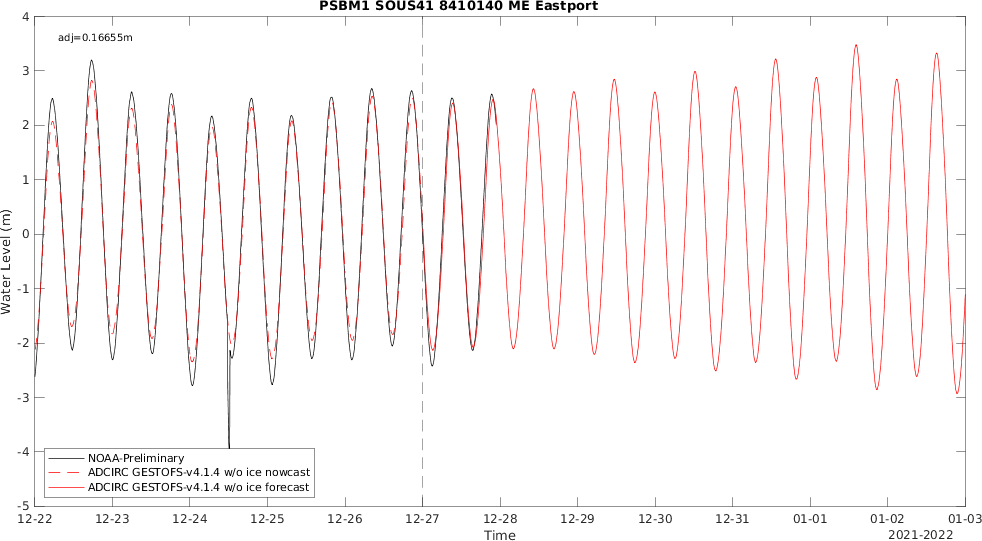 PSBM1 SOUS41 8410140 ME Eastport
adj=0.16655m
4
3
2
1
0
-1
-2
-3
-4
-5
Water Level (m)
NOAA-Preliminary
ADCIRC GESTOFS-v4.1.4 w/o ice nowcast
ADCIRC GESTOFS-v4.1.4 w/o ice forecast
12-22 12-23 12-24 12-25 12-26 12-27 12-28 12-29 12-30 12-31 01-01 01-02 01-03
Time
2021-2022